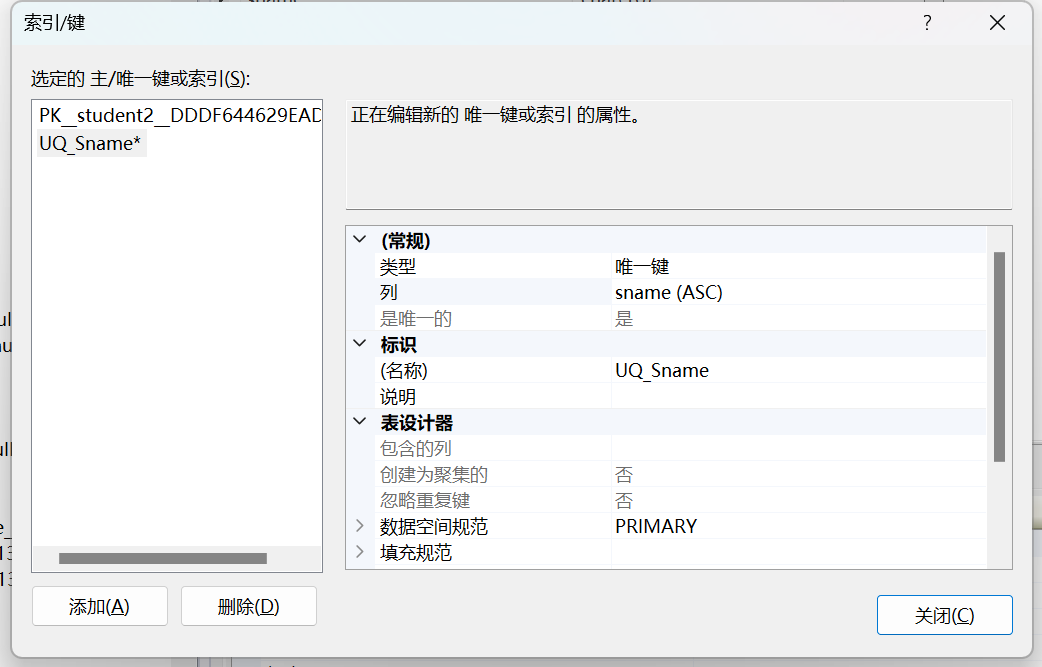 索引/键
?
选定的 主/唯一键或索引(S):
PK__student2__DDDF644629EAD
UQ_Sname*
正在编辑新的 唯一键或索引 的属性。
(常规)
类型 唯一键
列 sname (ASC)
是唯一的 是
标识
(名称) UQ_Sname
说明
表设计器
包含的列
创建为聚集的 否
忽略重复键 否
数据空间规范 PRIMARY
填充规范
添加(A) 删除(D)
关闭(C)